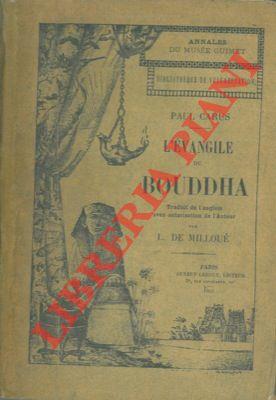 ANNALES
DU MUSÉE GUIMET
BIBLIOTHÈQUE DE VULGARISATION
PAUL CARUS
L'ÉVANGILE
DU
BOUDDHA
Traduit de l'anglais
avec autorisation de l'Auteur
PAR
L. DE MILLOUÉ
PARIS
ERNEST LEROUX, ÉDITEUR
LIBRERIA PIANI